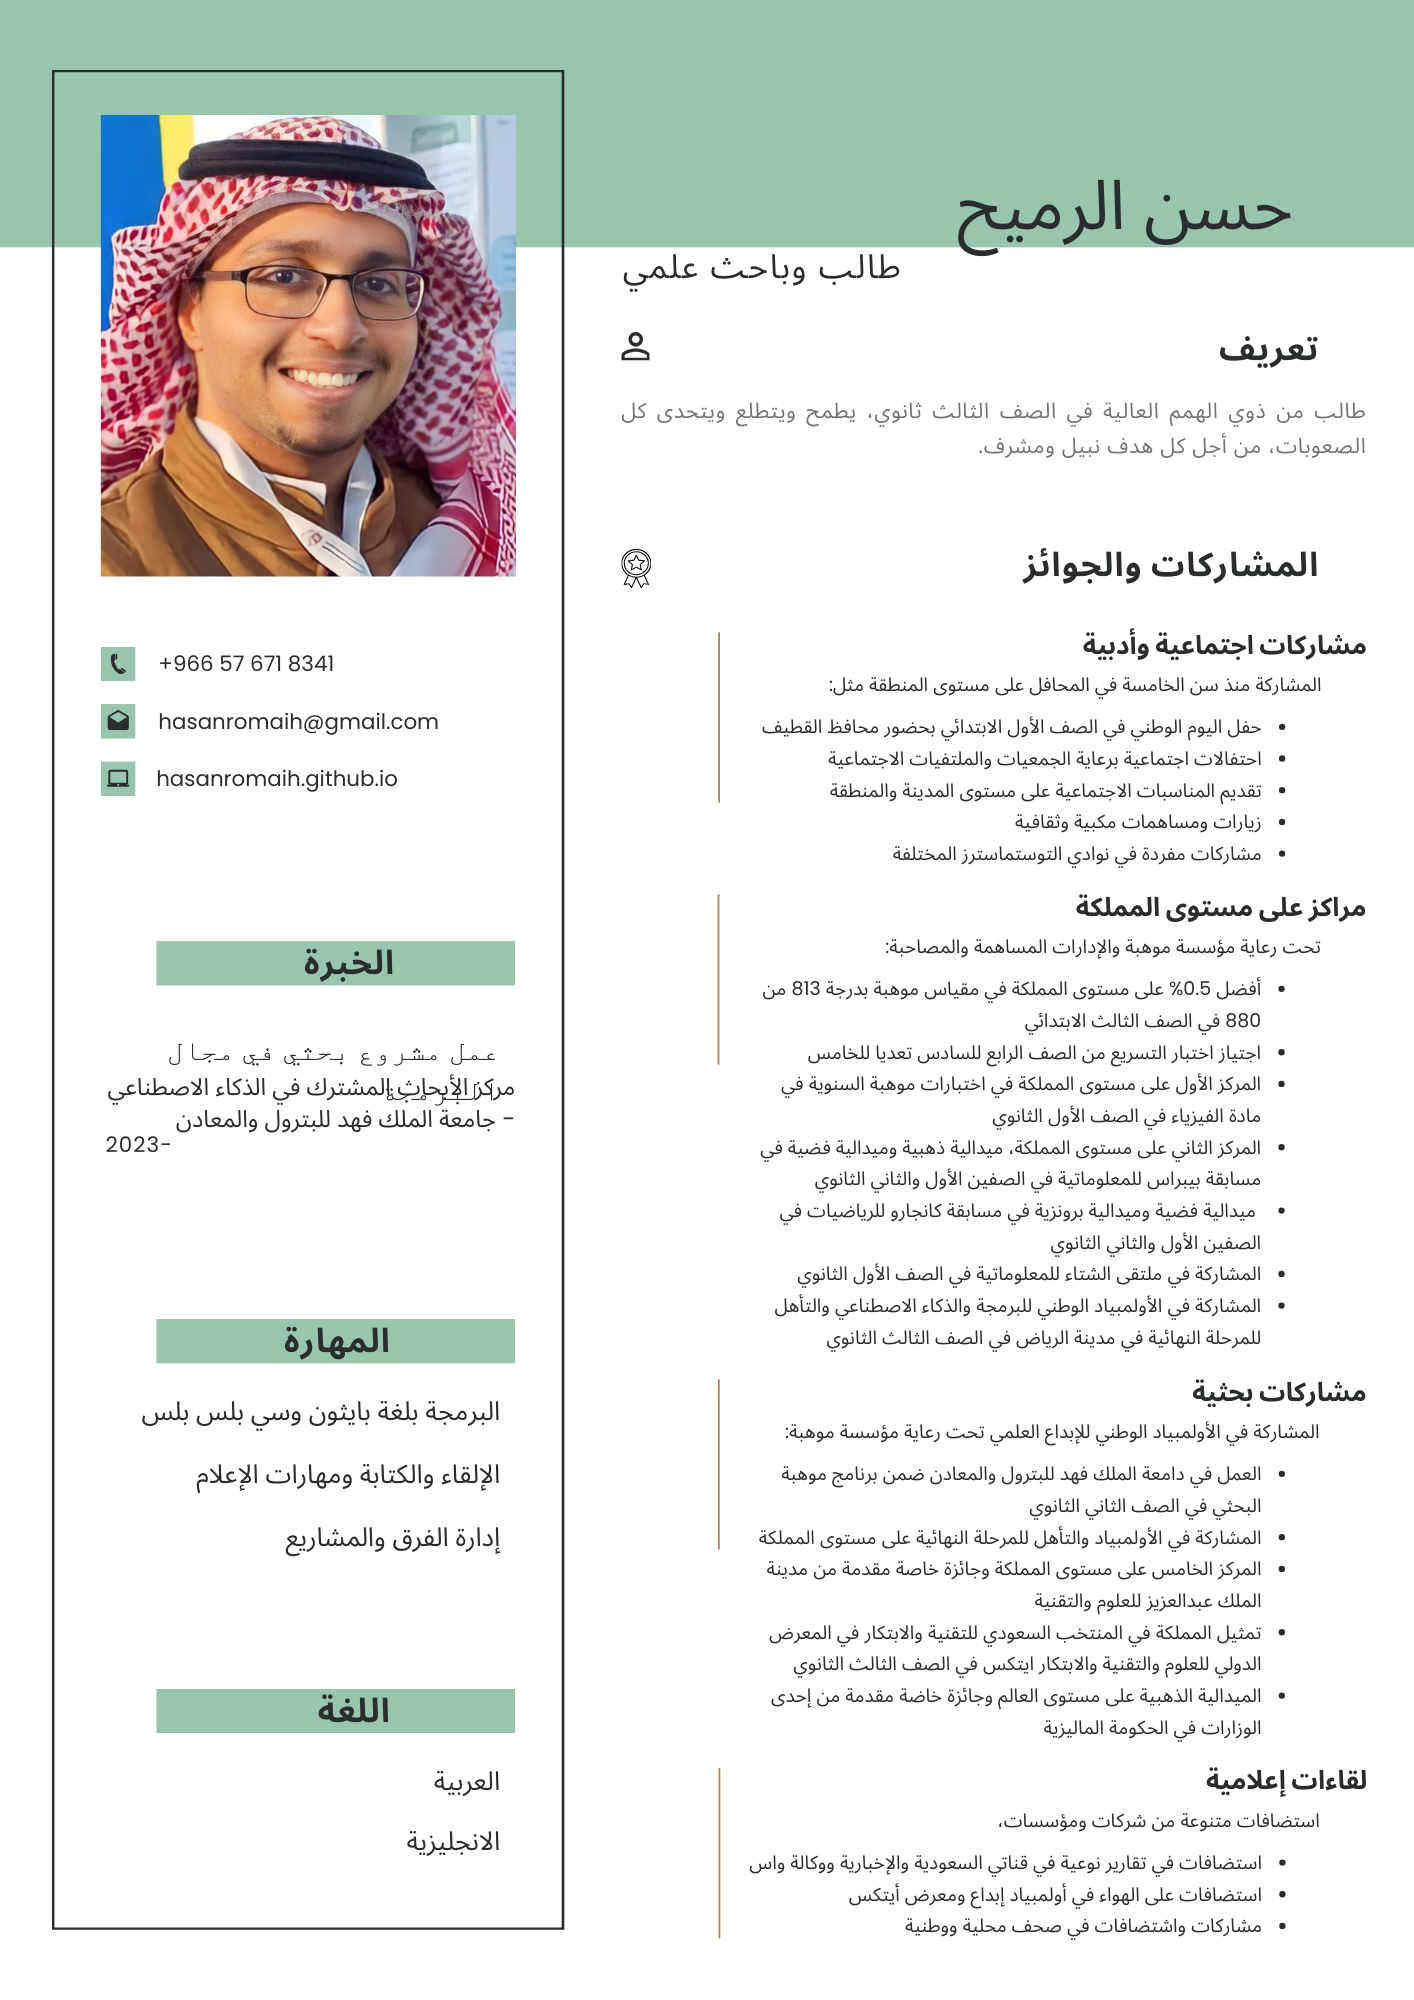 حسن الرميح
طالب وباحث علمي
تعريف
طالب من ذوي الهمم العالية في الصف الثالث ثانوي، يطمح ويتطلع ويتحدى كل
الصعوبات، من أجل كل هدف نبيل ومشرف.
المشاركات والجوائز
مشاركات اجتماعية وأدبية
المشاركة منذ سن الخامسة في المحافل على مستوى المنطقة مثل:
• حفل اليوم الوطني في الصف الأول الابتدائي بحضور محافظ القطيف
• احتفالات اجتماعية برعاية الجمعيات والملتفيات الاجتماعية
• تقديم المناسبات الاجتماعية على مستوى المدينة والمنطقة
• زيارات ومساهمات مكبية وثقافية
• مشاركات مفردة في نوادي التوستماسترز المختلفة
مراكز على مستوى المملكة
تحت رعاية مؤسسة موهبة والإدارات المساهمة والمصاحبة:
• أفضل 0.5% على مستوى المملكة في مقياس موهبة بدرجة 813 من
880 في الصف الثالث الابتدائي
• اجتياز اختبار التسريع من الصف الرابع للسادس تعديا للخامس
• المركز الأول على مستوى المملكة في اختبارات موهبة السنوية في
مادة الفيزياء في الصف الأول الثانوي
• المركز الثاني على مستوى المملكة، ميدالية ذهبية وميدالية فضية في
مسابقة بيبراس للمعلوماتية في الصفين الأول والثاني الثانوي
• ميدالية فضية وميدالية برونزية في مسابقة كانجارو للرياضيات في
الصفين الأول والثاني الثانوي
• المشاركة في ملتقى الشتاء للمعلوماتية في الصف الأول الثانوي
• المشاركة في الأولمبياد الوطني للبرمجة والذكاء الاصطناعي والتأهل
للمرحلة النهائية في مدينة الرياض في الصف الثالث الثانوي
مشاركات بحثية
المشاركة في الأولمبياد الوطني للإبداع العلمي تحت رعاية مؤسسة موهبة:
• العمل في دامعة الملك فهد للبترول والمعادن ضمن برنامج موهبة
البحثي في الصف الثاني الثانوي
• المشاركة في الأولمبياد والتأهل للمرحلة النهائية على مستوى المملكة
• المركز الخامس على مستوى المملكة وجائزة خاصة مقدمة من مدينة
الملك عبدالعزيز للعلوم والتقنية
• تمثيل المملكة في المنتخب السعودي للتقنية والابتكار في المعرض
الدولي للعلوم والتقنية والابتكار ايتكس في الصف الثالث الثانوي
• الميدالية الذهبية على مستوى العالم وجائزة خاضة مقدمة من إحدى
الوزارات في الحكومة الماليزية
لقاءات إعلامية
استضافات متنوعة من شركات ومؤسسات،
• استضافات في تقارير نوعية في قناتي السعودية والإخبارية ووكالة واس
• استضافات على الهواء في أولمبياد إبداع ومعرض أيتكس
• مشاركات واشتضافات في صحف محلية ووطنية
+966 57 671 8341
hasanromaih@gmail.com
hasanromaih.github.io
الخبرة
عمل مشروع بحثي في مجال
البرمجة
مركز الأبحاث المشترك في الذكاء الاصطناعي
- جامعة الملك فهد للبترول والمعادن
2023-
المهارة
البرمجة بلغة بايثون وسي بلس بلس
الإلقاء والكتابة ومهارات الإعلام
إدارة الفرق والمشاريع
اللغة
العربية
الانجليزية